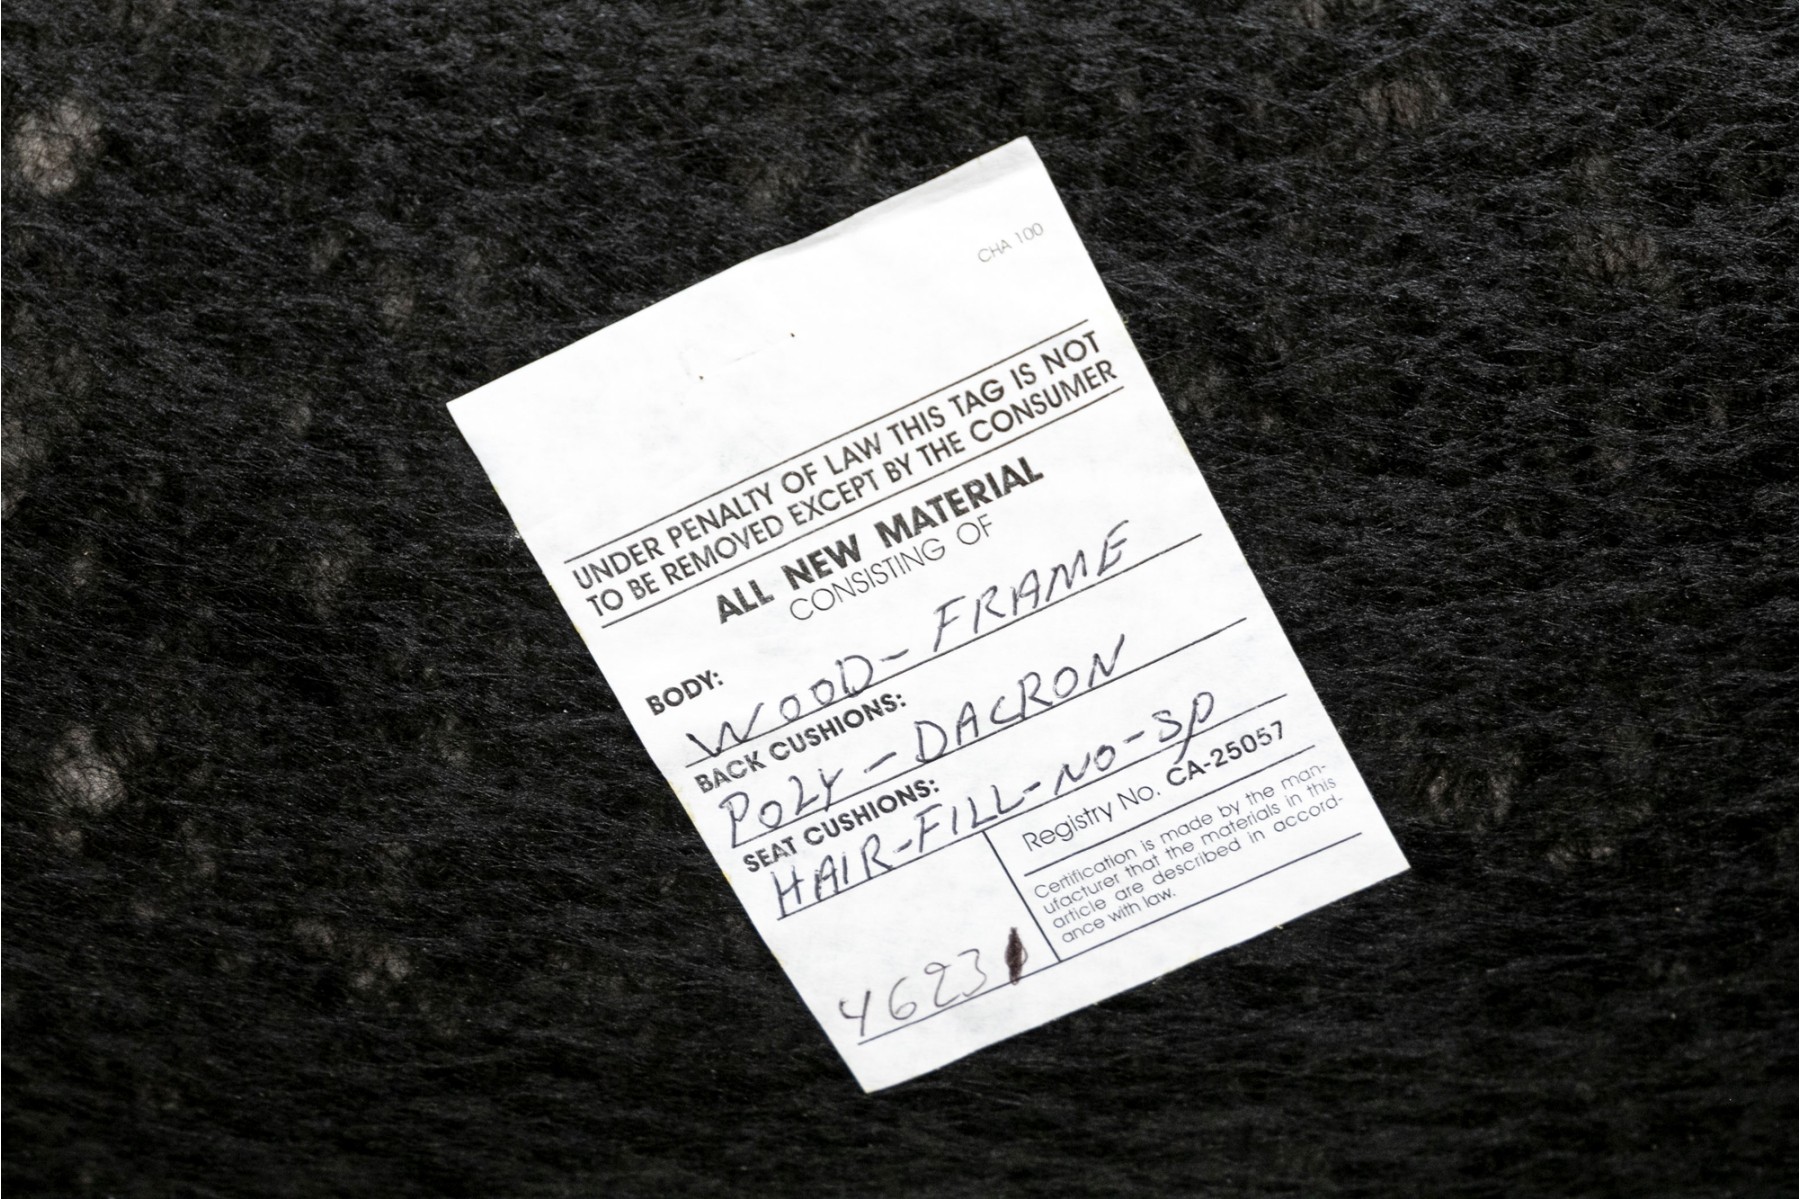 CHA 100
UNDER PENALTY OF LAW THIS TAG IS NOT
TO BE REMOVED EXCEPT BY THE CONSUMER
ALL NEW MATERIAL
CONSISTING OF
BODY:
WOOD - FRAME
BACK CUSHIONS:
POLY - DACRON
SEAT CUSHIONS:
HAIR-FILL-NO-SP
Registry No. CA-25057
Certification is made by the man-
ufacturer that the materials in this
article are described in accord-
ance with law.
4623